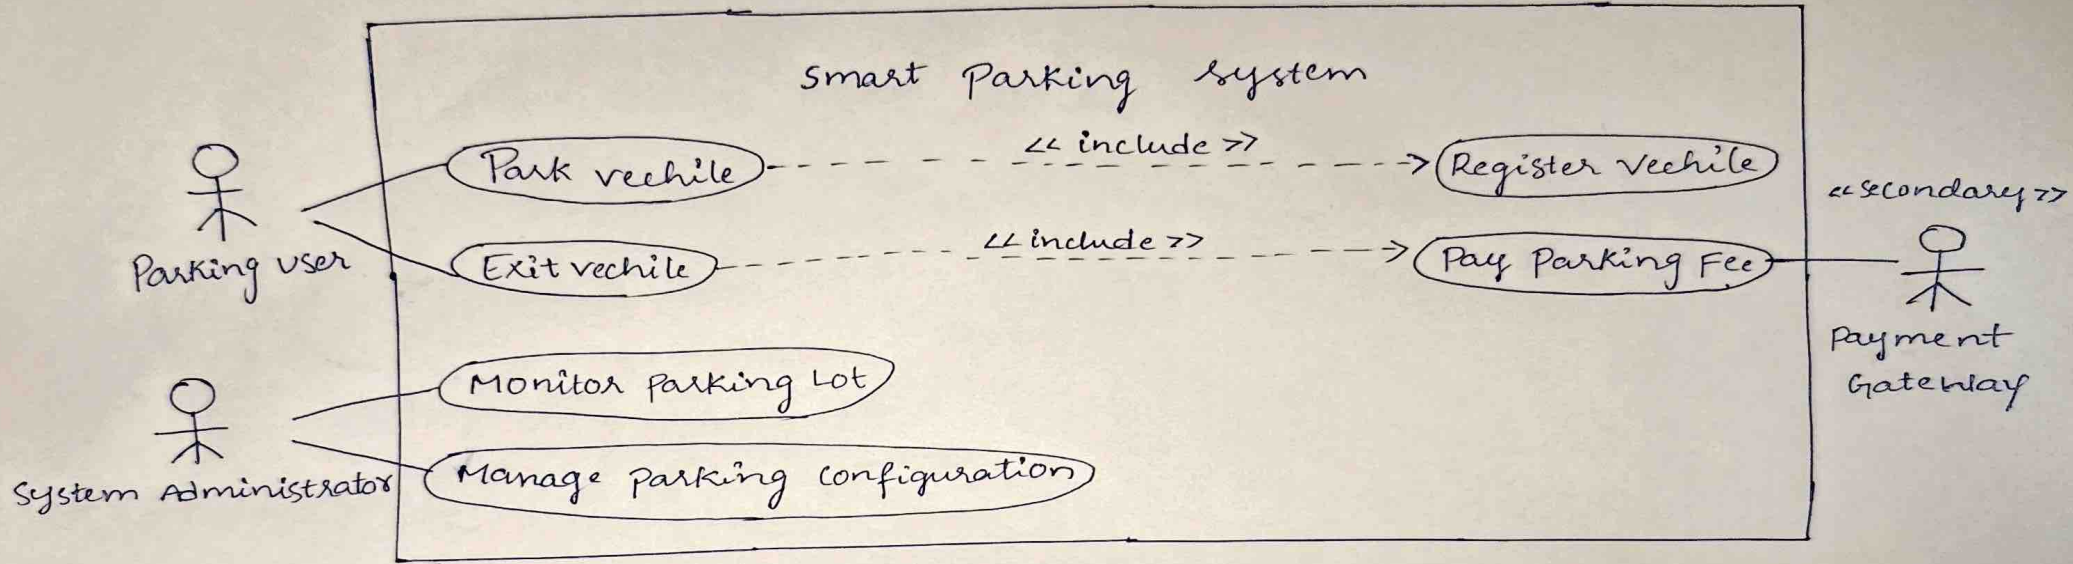 Smart Parking System
Park vechile
<< include >>
Register Vechile
<< secondary >>
Parking User
Exit vechile
<< include >>
Pay Parking Fee
Payment
Gateway
Monitor Parking Lot
System Administrator
Manage Parking Configuration